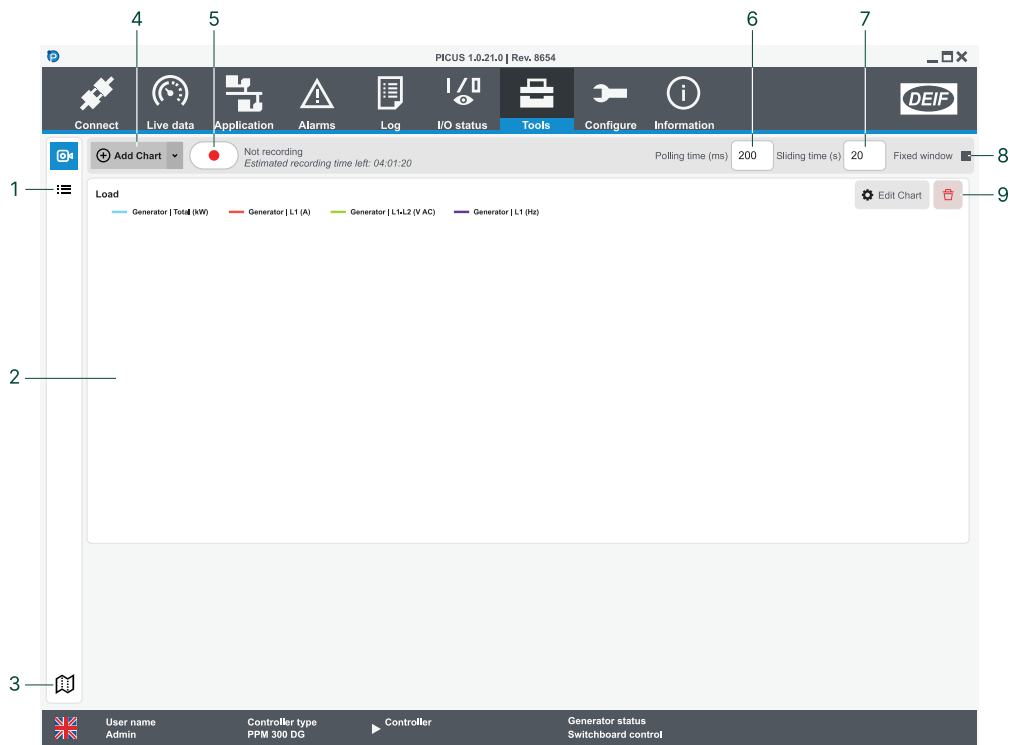 4 5 6 7
PICUS 1.0.21.0 | Rev. 8654
Connect Live data Application Alarms Log I/O status Tools Configure Information
DEIF
Add Chart
Not recording
Estimated recording time left: 04:01:20
Polling time (ms) 200 Sliding time (s) 20 Fixed window
8
1
Load
Edit Chart
9
Generator | Total (kW) Generator | L1 (A) Generator | L1-L2 (V AC) Generator | L1 (Hz)
2
3
User name Controller type Controller Generator status
Admin PPM 300 DG Switchboard control